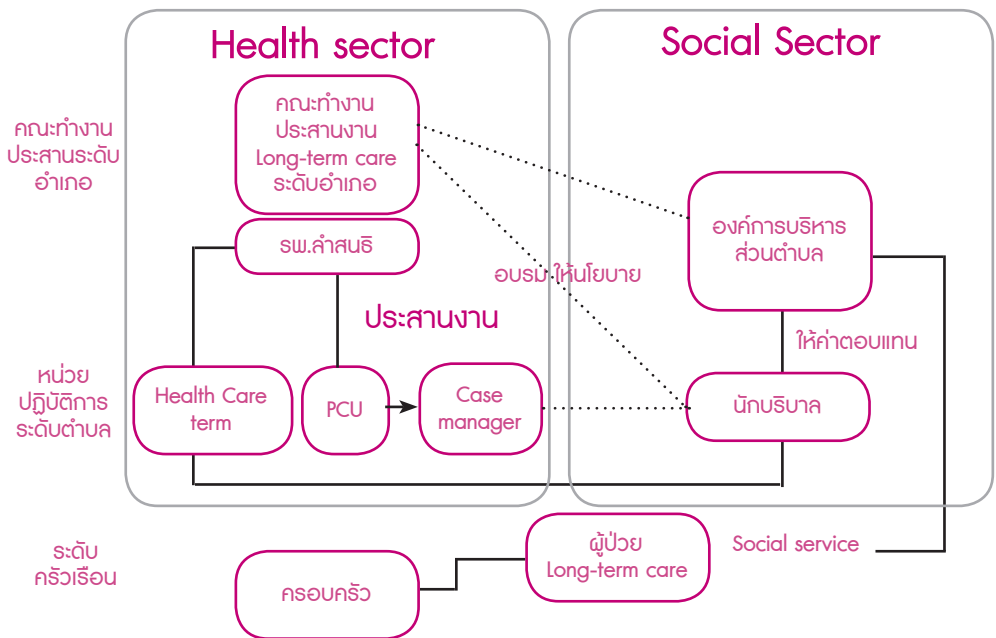 Health sector
Social Sector
คณะทำงาน
ประสานระดับ
อำเภอ
คณะทำงาน
ประสานงาน
Long-term care
ระดับอำเภอ
รพ.ลำสนธิ
องค์การบริหาร
ส่วนตำบล
อบรม ให้นโยบาย
ประสานงาน
ให้ค่าตอบแทน
หน่วย
ปฏิบัติการ
ระดับตำบล
Health Care
term
PCU
Case
manager
นักบริบาล
ระดับ
ครัวเรือน
ครอบครัว
ผู้ป่วย
Long-term care
Social service